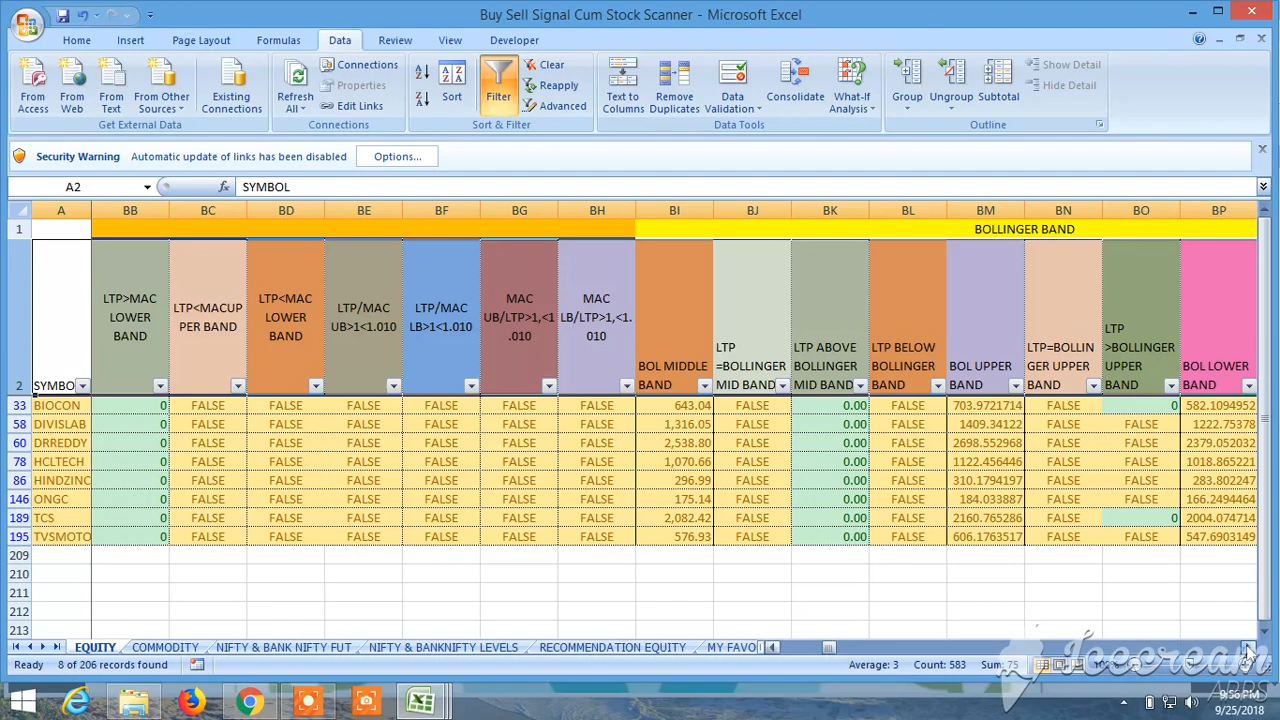 Buy Sell Signal Cum Stock Scanner - Microsoft Excel
Home Insert Page Layout Formulas Data Review View Developer
From Access From Web From Text From Other Sources Existing Connections Refresh All Connections Properties Edit Links Sort Filter Clear Reapply Advanced Text to Columns Remove Duplicates Data Validation Consolidate What-If Analysis Group Ungroup Subtotal Show Detail Hide Detail
Get External Data Connections Sort & Filter Data Tools Outline
Security Warning Automatic update of links has been disabled Options...
A2 fx SYMBOL
A BB BC BD BE BF BG BH BI BJ BK BL BM BN BO BP
1 BOLLINGER BAND
2 SYMBO
LTP>MAC LOWER BAND
LTP<MACUP PER BAND
LTP<MAC LOWER BAND
LTP/MAC UB>1<1.010
LTP/MAC LB>1<1.010
MAC UB/LTP>1,<1 .010
MAC LB/LTP>1,<1. 010
BOL MIDDLE BAND
LTP =BOLLINGER MID BAND
LTP ABOVE BOLLINGER MID BAND
LTP BELOW BOLLINGER BAND
BOL UPPER BAND
LTP=BOLLIN GER UPPER BAND
LTP >BOLLINGER UPPER BAND
BOL LOWER BAND
33 BIOCON 0 FALSE FALSE FALSE FALSE FALSE FALSE 643.04 FALSE 0.00 FALSE 703.9721714 FALSE 0 582.1094952
58 DIVISLAB 0 FALSE FALSE FALSE FALSE FALSE FALSE 1,316.05 FALSE 0.00 FALSE 1409.34122 FALSE FALSE 1222.75378
60 DRREDDY 0 FALSE FALSE FALSE FALSE FALSE FALSE 2,538.80 FALSE 0.00 FALSE 2698.552968 FALSE FALSE 2379.052032
78 HCLTECH 0 FALSE FALSE FALSE FALSE FALSE FALSE 1,070.66 FALSE 0.00 FALSE 1122.456446 FALSE FALSE 1018.865221
86 HINDZINC 0 FALSE FALSE FALSE FALSE FALSE FALSE 296.99 FALSE 0.00 FALSE 310.1794197 FALSE FALSE 283.802247
146 ONGC 0 FALSE FALSE FALSE FALSE FALSE FALSE 175.14 FALSE 0.00 FALSE 184.033887 FALSE FALSE 166.2494464
189 TCS 0 FALSE FALSE FALSE FALSE FALSE FALSE 2,082.42 FALSE 0.00 FALSE 2160.765286 FALSE 0 2004.074714
195 TVSMOTO 0 FALSE FALSE FALSE FALSE FALSE FALSE 576.93 FALSE 0.00 FALSE 606.1763517 FALSE FALSE 547.6903149
209
210
211
212
213
EQUITY COMMODITY NIFTY & BANK NIFTY FUT NIFTY & BANKNIFTY LEVELS RECOMMENDATION EQUITY MY FAVO
Ready 8 of 206 records found Average: 3 Count: 583 Sum: 75
Icecream
APPS
9:56 PM
9/25/2018